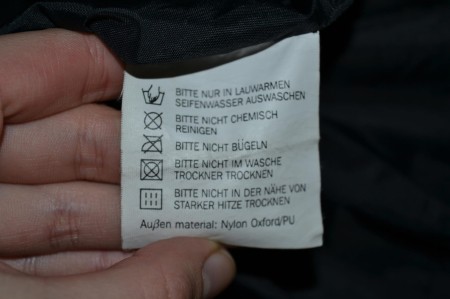 BITTE NUR IN LAUWARMEN
SEIFENWASSER AUSWASCHEN
BITTE NICHT CHEMISCH
REINIGEN
BITTE NICHT BÜGELN
BITTE NICHT IM WASCHE
TROCKNER TROCKNEN
BITTE NICHT IN DER NÄHE VON
STARKER HITZE TROCKNEN
Außen material: Nylon Oxford/PU